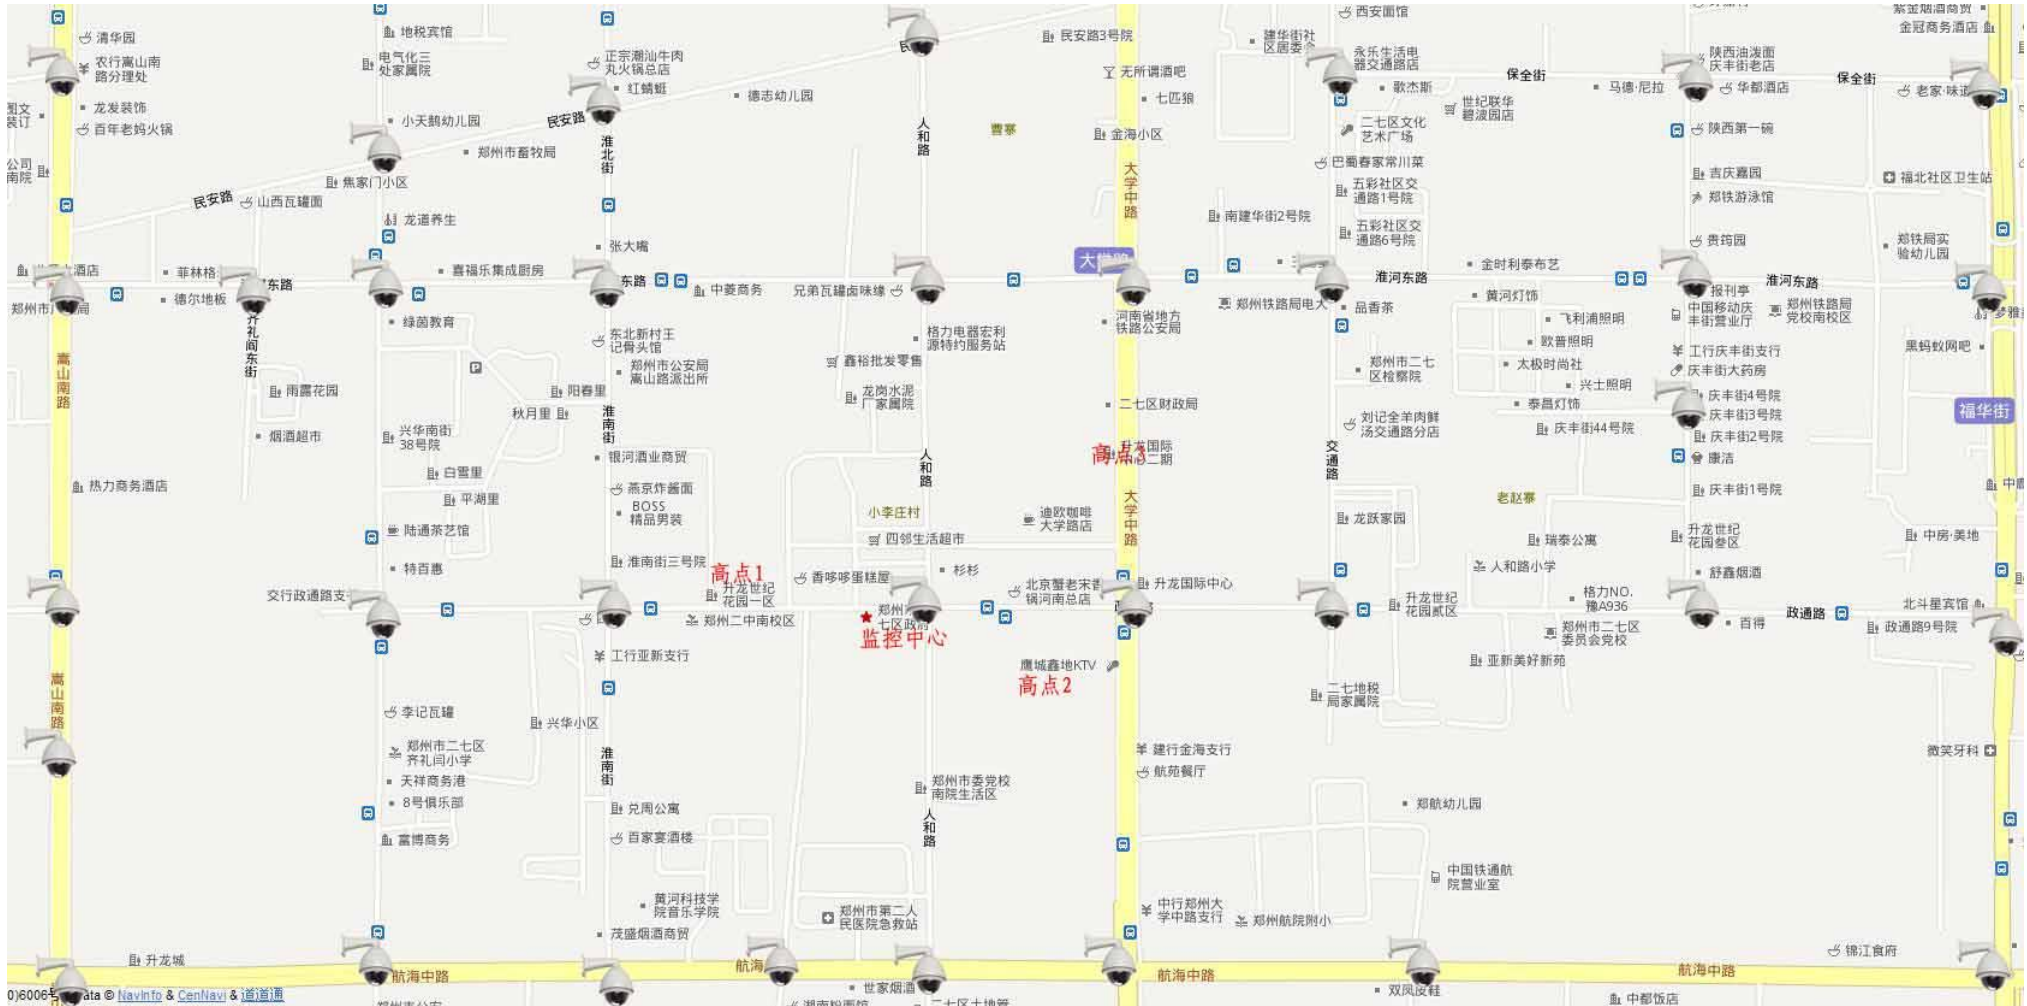 清华园
地税宾馆
民安路3号院
西安面馆
紫金烟酒商贸
金冠商务酒店
农行嵩山南
路分理处
电气化三
处家属院
正宗潮汕牛肉
丸火锅总店
建华街社
区居委会
永乐生活电
器交通路店
陕西油泼面
庆丰街老店
无所谓酒吧
保全街
保全街
红蜻蜓
德志幼儿园
七匹狼
歌杰斯
马德·尼拉
华都酒店
老家·味道
龙发装饰
小天鹅幼儿园
民安路
世纪联华
碧波园店
百年老妈火锅
人和路
曹寨
金海小区
二七区文化
艺术广场
陕西第一碗
郑州市畜牧局
淮北街
巴蜀春家常川菜
公司
南院
焦家门小区
大学中路
五彩社区交
通路1号院
吉庆嘉园
福北社区卫生站
民安路
山西瓦罐面
郑铁游泳馆
龙道养生
南建华街2号院
五彩社区交
通路6号院
张大嘴
贵筠园
郑铁局实
验幼儿园
菲林格
喜福乐集成厨房
金时利泰布艺
东路
东路
淮河东路
淮河东路
德尔地板
中菱商务
兄弟瓦罐卤味缘
郑州铁路局电大
品香茶
黄河灯饰
报刊亭
中国移动庆
丰街营业厅
郑州铁路局
党校南校区
绿茵教育
河南省地方
铁路公安局
飞利浦照明
齐礼阎东街
东北新村王
记骨头馆
格力电器宏利
源特约服务站
欧普照明
工行庆丰街支行
黑蚂蚁网吧
嵩山南路
郑州市公安局
嵩山路派出所
鑫裕批发零售
郑州市二七
区检察院
太极时尚社
庆丰街大药房
雨露花园
阳春里
龙岗水泥
厂家属院
兴士照明
庆丰街4号院
秋月里
淮南街
二七区财政局
泰昌灯饰
庆丰街3号院
福华街
烟酒超市
兴华南街
38号院
刘记全羊肉鲜
汤交通路分店
庆丰街44号院
庆丰街2号院
银河酒业商贸
人和路
高点3
升龙国际
中心二期
交通路
康洁
白雪里
热力商务酒店
燕京炸酱面
平湖里
老赵寨
庆丰街1号院
BOSS
精品男装
小李庄村
迪欧咖啡
大学路店
大学中路
龙跃家园
陆通茶艺馆
四邻生活超市
瑞泰公寓
升龙世纪
花园叁区
中房·美地
淮南街三号院
特百惠
高点1
香哆哆蛋糕屋
杉杉
人和路小学
舒鑫烟酒
升龙世纪
花园一区
升龙国际中心
交行政通路支
升龙世纪
花园贰区
格力NO.
豫A936
政通路
北斗星宾馆
郑州二中南校区
监控中心
百得
政通路9号院
郑州市二七区
委员会党校
工行亚新支行
鹰城鑫地KTV
亚新美好新苑
高点2
嵩山南路
二七地税
局家属院
李记瓦罐
兴华小区
郑州市二七区
齐礼阎小学
淮南街
建行金海支行
微笑牙科
航苑餐厅
天祥商务港
郑州市委党校
南院生活区
8号俱乐部
兑周公寓
人和路
郑航幼儿园
富博商务
百家宴酒楼
中国铁通航
院营业室
黄河科技学
院音乐学院
郑州市第二人
民医院急救站
中行郑州大
学中路支行
郑州航院附小
茂盛烟酒商贸
锦江食府
升龙城
航海中路
航海
航海中路
航海中路
NavInfo & CenNavi & 道道通
世家烟酒
双凤皮鞋
中都饭店